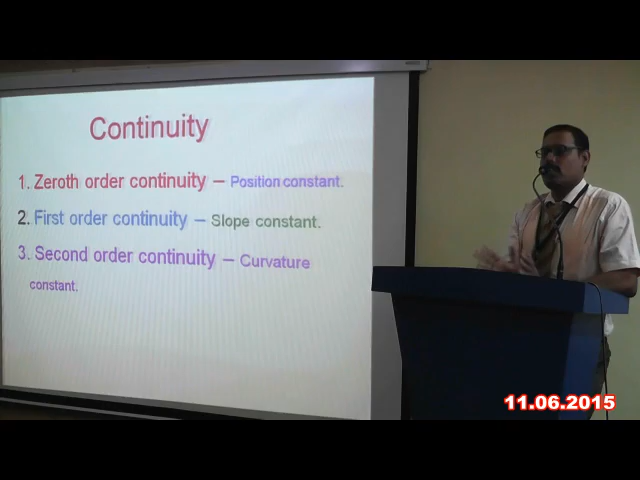 Continuity
1. Zeroth order continuity – Position constant.
2. First order continuity – Slope constant.
3. Second order continuity – Curvature
constant.
11.06.2015